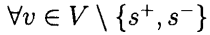 ∀v ∈ V \ {s⁺, s⁻}